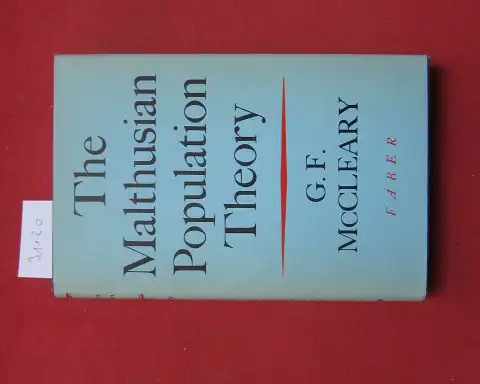 The
Malthusian
Population
Theory
G. F.
McCLEARY
FABER